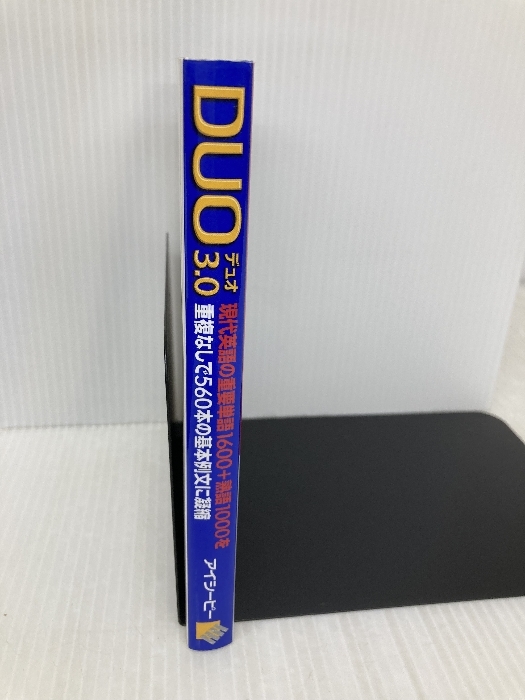 DUO
デュオ
3.0
現代英語の重要単語1600+熟語1000を
重複なしで560本の基本例文に凝縮
アイシーピー